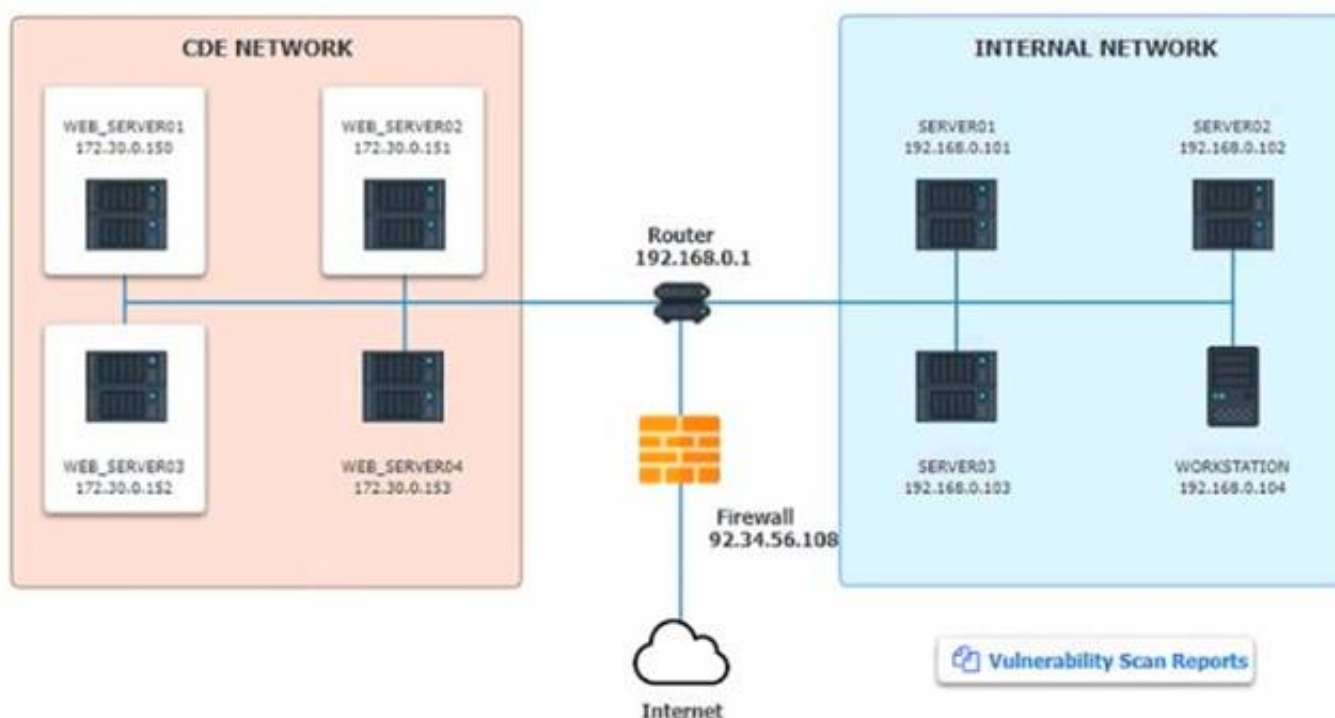 CDE NETWORK
WEB_SERVER01
172.30.0.150
WEB_SERVER02
172.30.0.151
WEB_SERVER03
172.30.0.152
WEB_SERVER04
172.30.0.153
Router
192.168.0.1
Firewall
92.34.56.108
Internet
INTERNAL NETWORK
SERVER01
192.168.0.101
SERVER02
192.168.0.102
SERVER03
192.168.0.103
WORKSTATION
192.168.0.104
Vulnerability Scan Reports